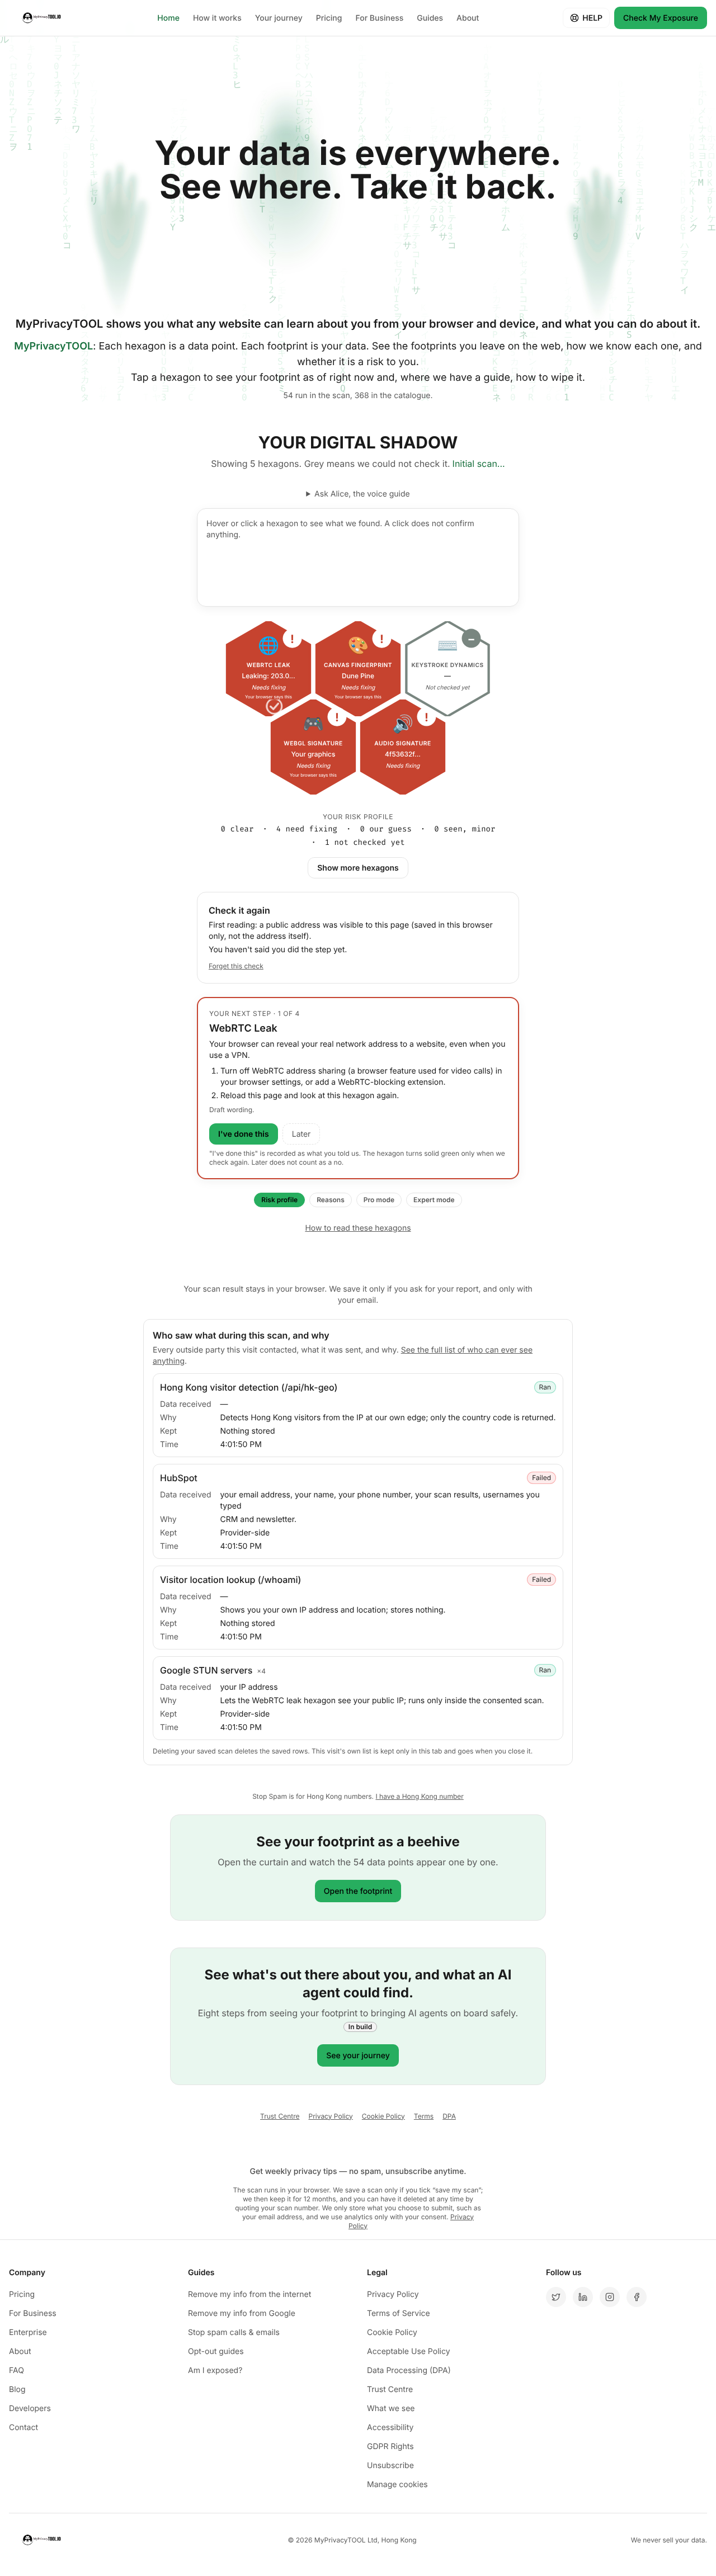 MyPrivacyTOOL.IO
Home
How it works
Your journey
Pricing
For Business
Guides
About
HELP
Check My Exposure
Your data is everywhere.
See where. Take it back.
MyPrivacyTOOL shows you what any website can learn about you from your browser and device, and what you can do about it.
MyPrivacyTOOL: Each hexagon is a data point. Each footprint is your data. See the footprints you leave on the web, how we know each one, and
whether it is a risk to you.
Tap a hexagon to see your footprint as of right now and, where we have a guide, how to wipe it.
54 run in the scan, 368 in the catalogue.
YOUR DIGITAL SHADOW
Showing 5 hexagons. Grey means we could not check it. Initial scan...
▶ Ask Alice, the voice guide
Hover or click a hexagon to see what we found. A click does not confirm
anything.
WEBRTC LEAK
Leaking: 203.0...
Needs fixing
Your browser says this
CANVAS FINGERPRINT
Dune Pine
Needs fixing
Your browser says this
KEYSTROKE DYNAMICS
—
Not checked yet
WEBGL SIGNATURE
Your graphics
Needs fixing
Your browser says this
AUDIO SIGNATURE
4f53632f...
Needs fixing
YOUR RISK PROFILE
0 clear · 4 need fixing · 0 our guess · 0 seen, minor
· 1 not checked yet
Show more hexagons
Check it again
First reading: a public address was visible to this page (saved in this browser
only, not the address itself).
You haven't said you did the step yet.
Forget this check
YOUR NEXT STEP · 1 OF 4
WebRTC Leak
Your browser can reveal your real network address to a website, even when you
use a VPN.
1. Turn off WebRTC address sharing (a browser feature used for video calls) in
your browser settings, or add a WebRTC-blocking extension.
2. Reload this page and look at this hexagon again.
Draft wording.
I've done this
Later
"I've done this" is recorded as what you told us. The hexagon turns solid green only when we
check again. Later does not count as a no.
Risk profile
Reasons
Pro mode
Expert mode
How to read these hexagons
Your scan result stays in your browser. We save it only if you ask for your report, and only with
your email.
Who saw what during this scan, and why
Every outside party this visit contacted, what it was sent, and why. See the full list of who can ever see
anything.
Hong Kong visitor detection (/api/hk-geo)
Ran
Data received —
Why Detects Hong Kong visitors from the IP at our own edge; only the country code is returned.
Kept Nothing stored
Time 4:01:50 PM
HubSpot
Failed
Data received your email address, your name, your phone number, your scan results, usernames you
typed
Why CRM and newsletter.
Kept Provider-side
Time 4:01:50 PM
Visitor location lookup (/whoami)
Failed
Data received —
Why Shows you your own IP address and location; stores nothing.
Kept Nothing stored
Time 4:01:50 PM
Google STUN servers ×4
Ran
Data received your IP address
Why Lets the WebRTC leak hexagon see your public IP; runs only inside the consented scan.
Kept Provider-side
Time 4:01:50 PM
Deleting your saved scan deletes the saved rows. This visit's own list is kept only in this tab and goes when you close it.
Stop Spam is for Hong Kong numbers. I have a Hong Kong number
See your footprint as a beehive
Open the curtain and watch the 54 data points appear one by one.
Open the footprint
See what's out there about you, and what an AI
agent could find.
Eight steps from seeing your footprint to bringing AI agents on board safely.
In build
See your journey
Trust Centre
Privacy Policy
Cookie Policy
Terms
DPA
Get weekly privacy tips — no spam, unsubscribe anytime.
The scan runs in your browser. We save a scan only if you tick "save my scan";
we then keep it for 12 months, and you can have it deleted at any time by
quoting your scan number. We only store what you choose to submit, such as
your email address, and we use analytics only with your consent. Privacy
Policy
Company
Pricing
For Business
Enterprise
About
FAQ
Blog
Developers
Contact
Guides
Remove my info from the internet
Remove my info from Google
Stop spam calls & emails
Opt-out guides
Am I exposed?
Legal
Privacy Policy
Terms of Service
Cookie Policy
Acceptable Use Policy
Data Processing (DPA)
Trust Centre
What we see
Accessibility
GDPR Rights
Unsubscribe
Manage cookies
Follow us
MyPrivacyTOOL.IO
© 2026 MyPrivacyTOOL Ltd, Hong Kong
We never sell your data.